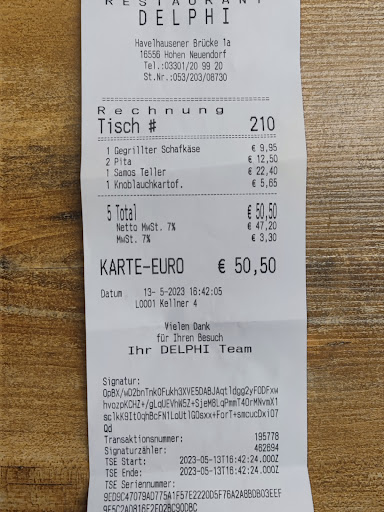 RESTAURANT
DELPHI
Havelhausener Brücke 1a
16556 Hohen Neuendorf
Tel.:03301/20 99 20
St.Nr.:053/203/08730
Rechnung
Tisch # 210
1 Gegrillter Schafkäse € 9,95
2 Pita € 12,50
1 Samos Teller € 22,40
1 Knoblauchkartof. € 5,65
5 Total € 50,50
Netto MwSt. 7% € 47,20
MwSt. 7% € 3,30
KARTE-EURO € 50,50
Datum 13- 5-2023 16:42:05
L0001 Kellner 4
Vielen Dank
für Ihren Besuch
Ihr DELPHI Team
Signatur:
Qd
Transaktionsnummer: 195778
Signaturzähler: 462694
TSE Start: 2023-05-13T16:42:24.000Z
TSE Ende: 2023-05-13T16:42:24.000Z
TSE Seriennummer:
9ED9C47079AD775A1F57E2220D5F76A2A8BDB03EEF